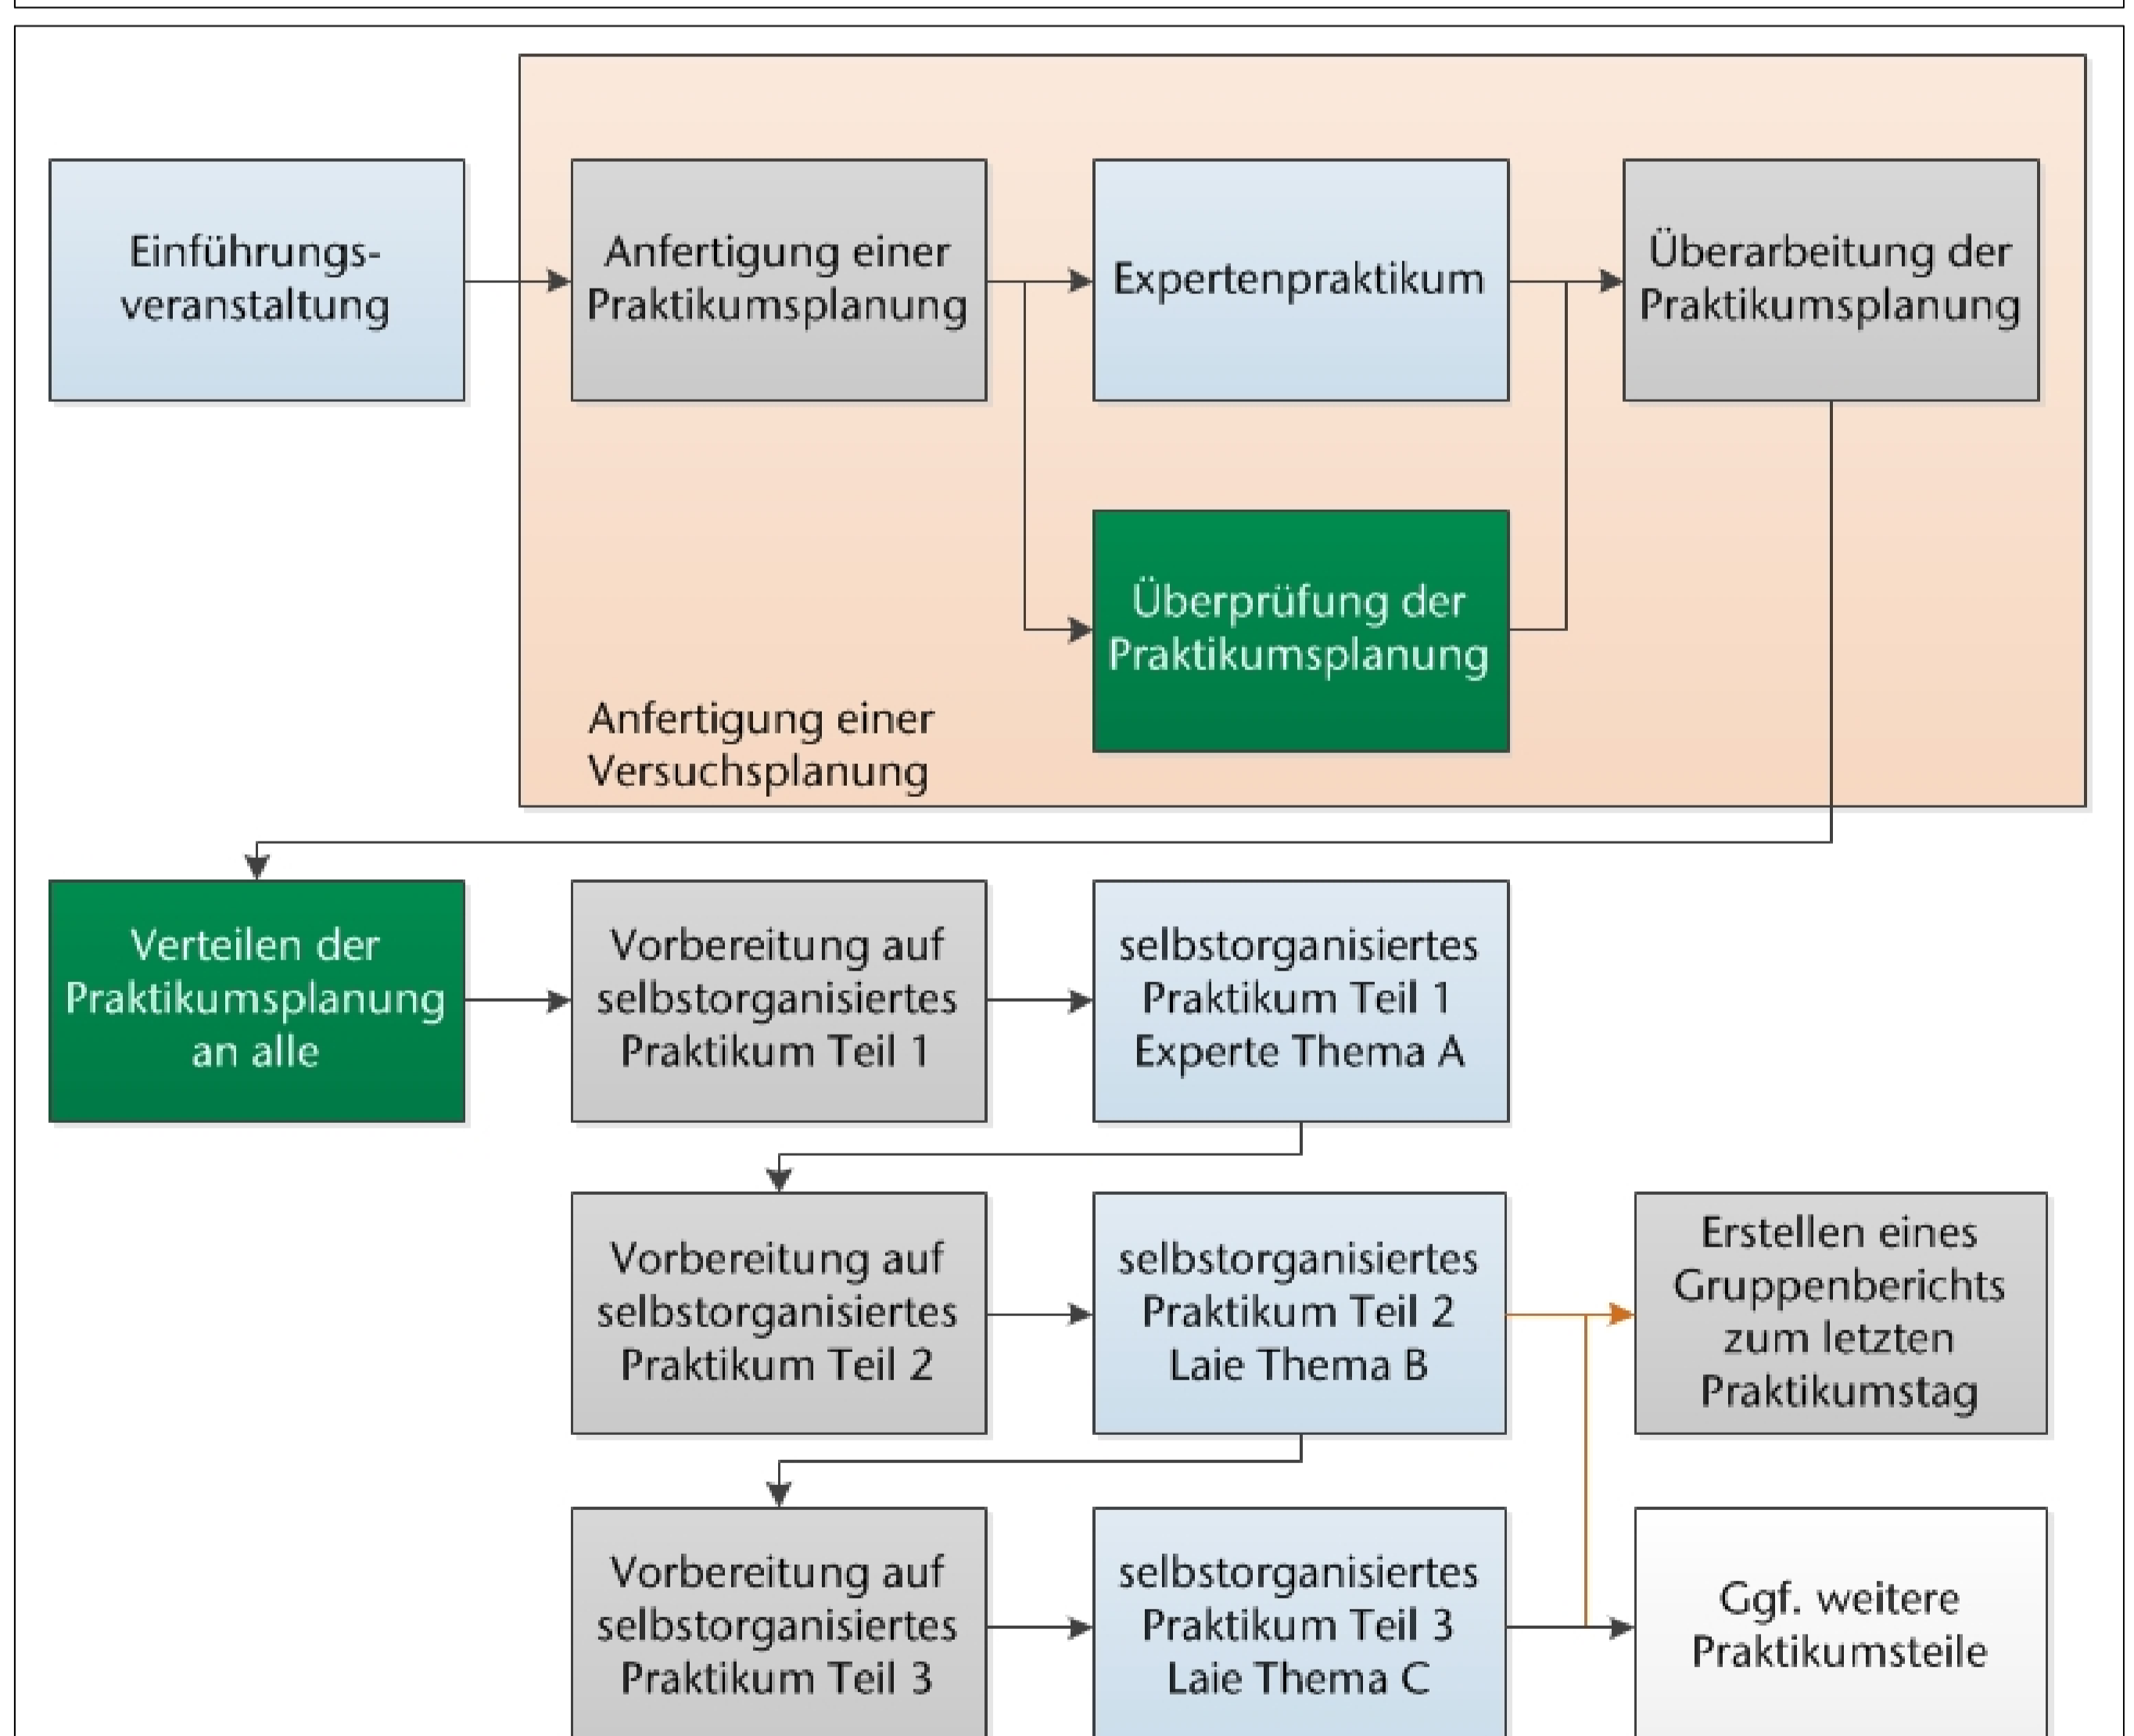 Einführungs-
veranstaltung
Anfertigung einer
Praktikumsplanung
Expertenpraktikum
Überarbeitung der
Praktikumsplanung
Überprüfung der
Praktikumsplanung
Anfertigung einer
Versuchsplanung
Verteilen der
Praktikumsplanung
an alle
Vorbereitung auf
selbstorganisiertes
Praktikum Teil 1
selbstorganisiertes
Praktikum Teil 1
Experte Thema A
Vorbereitung auf
selbstorganisiertes
Praktikum Teil 2
selbstorganisiertes
Praktikum Teil 2
Laie Thema B
Erstellen eines
Gruppenberichts
zum letzten
Praktikumstag
Vorbereitung auf
selbstorganisiertes
Praktikum Teil 3
selbstorganisiertes
Praktikum Teil 3
Laie Thema C
Ggf. weitere
Praktikumsteile